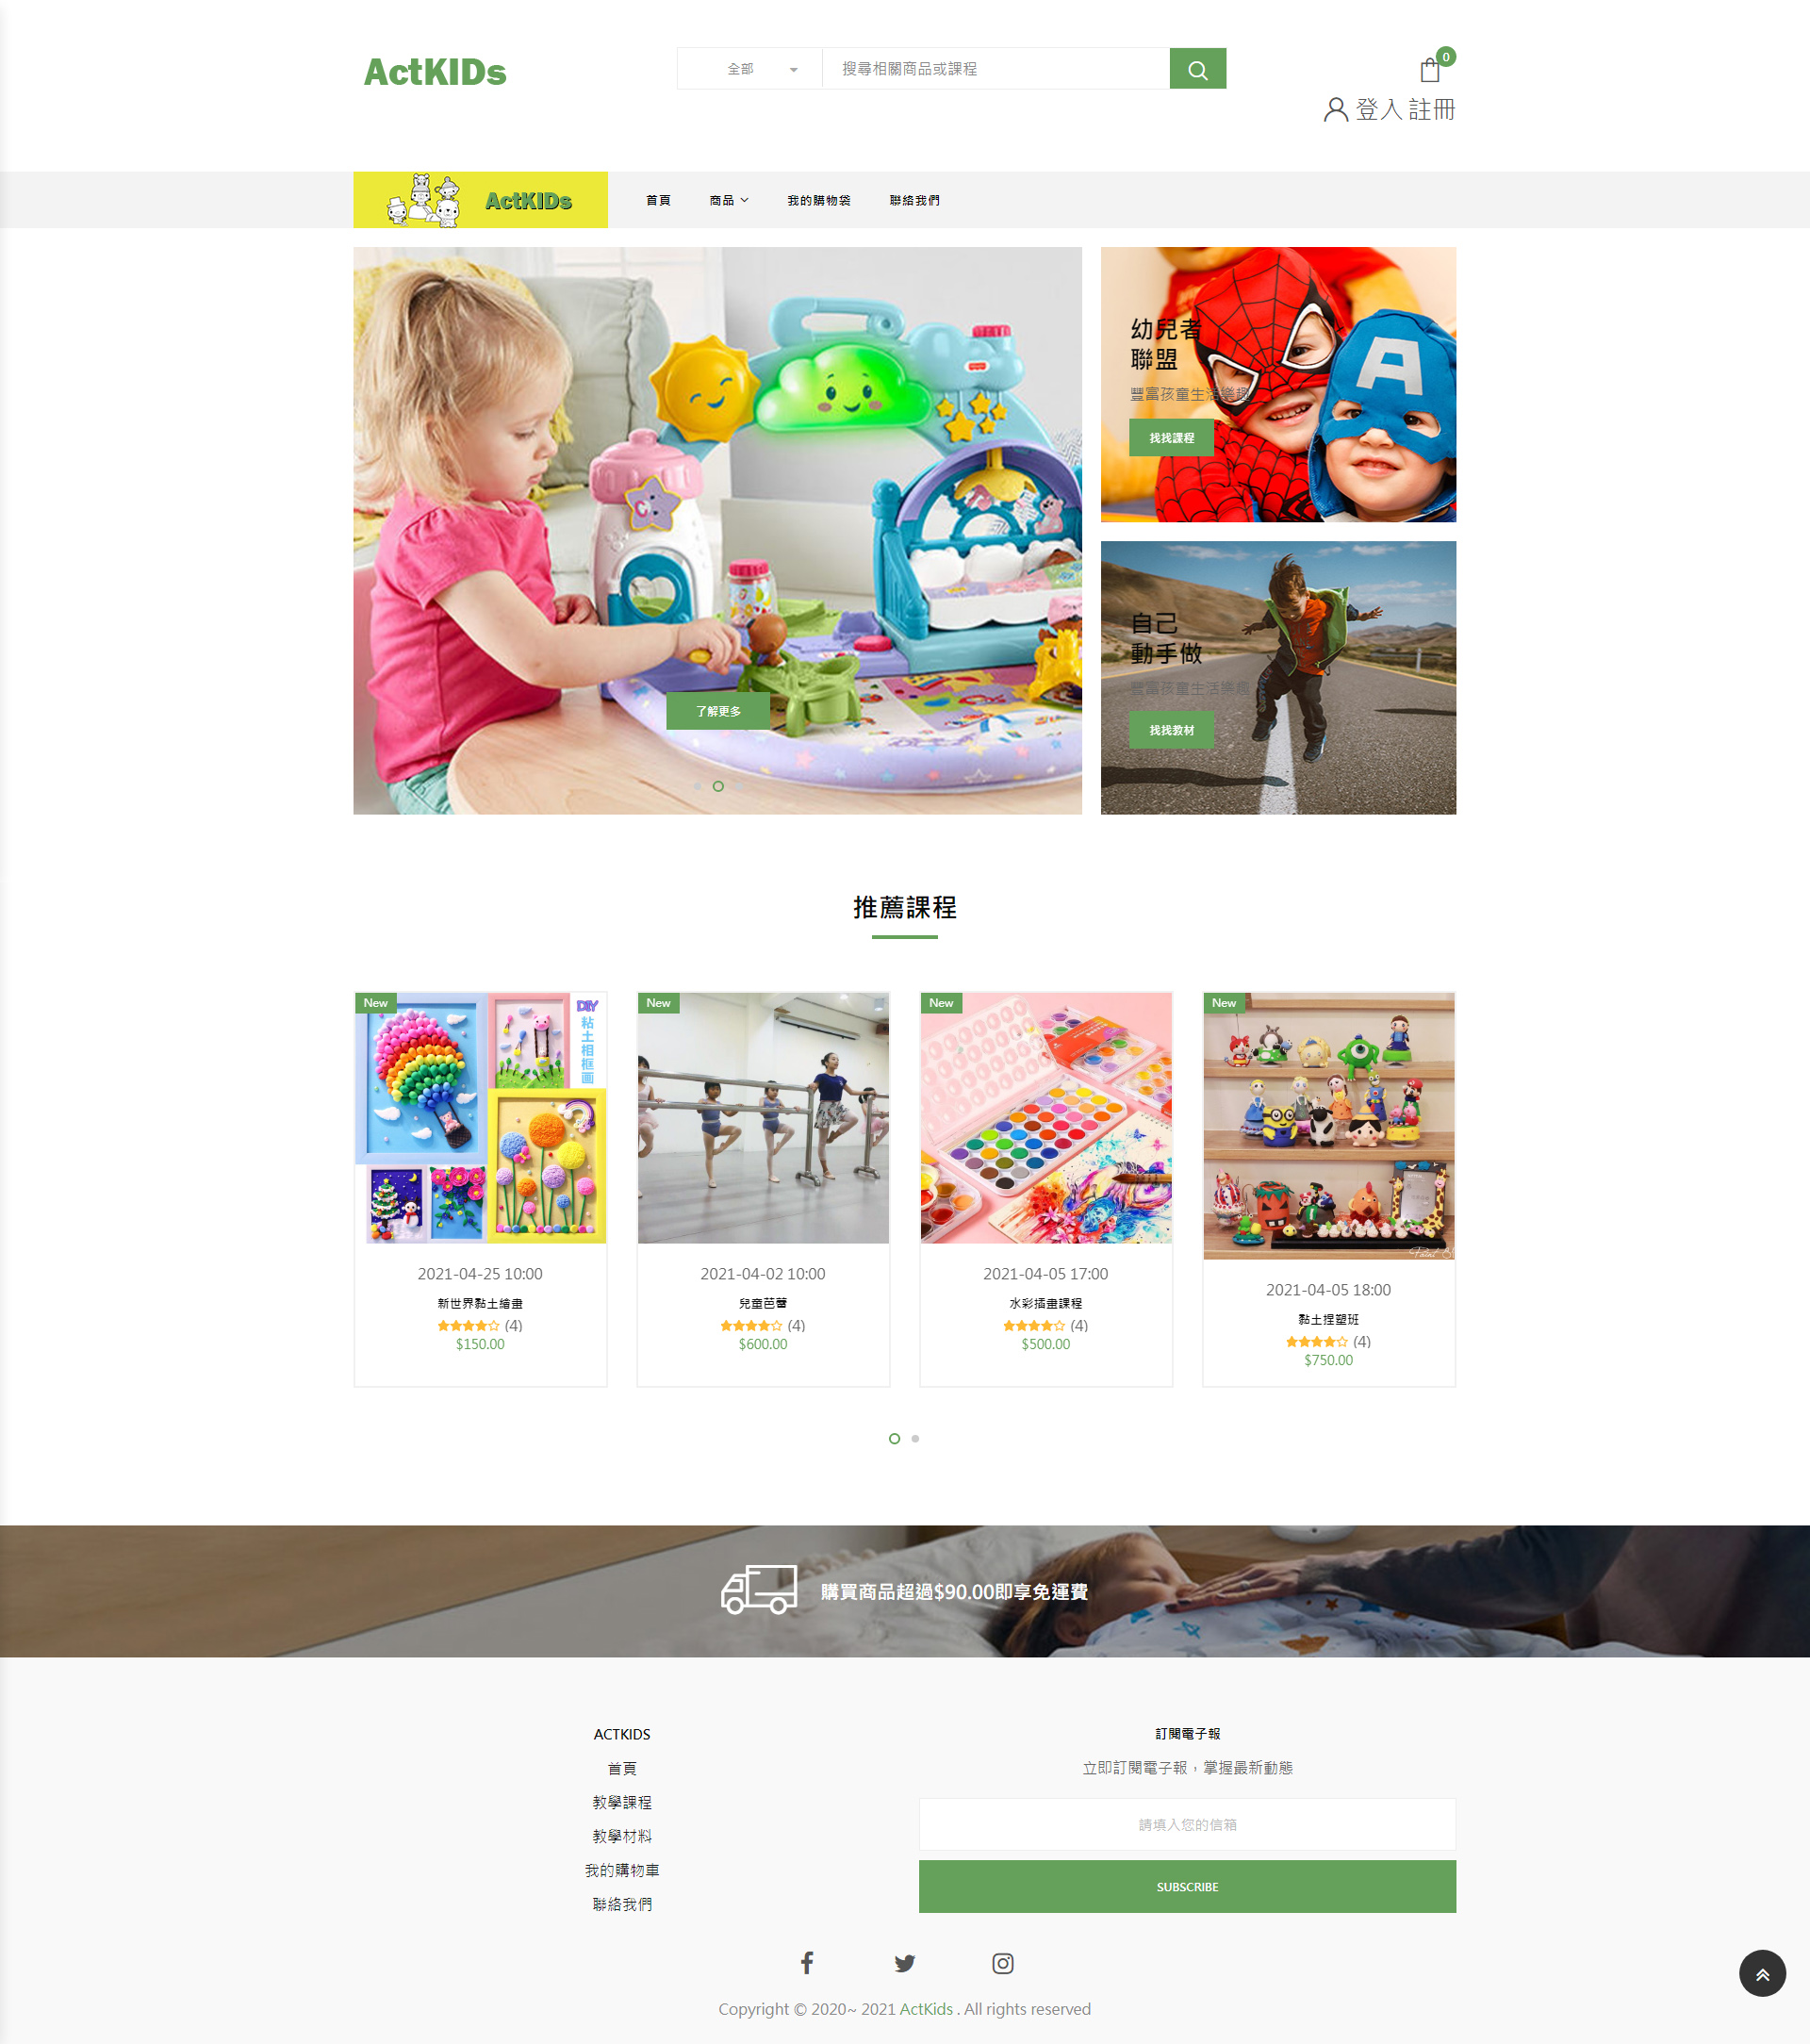 ActKIDs
全部
搜尋相關商品或課程
0
登入 註冊
ActKIDs
首頁
商品
我的購物袋
聯絡我們
幼兒者
聯盟
豐富孩童生活樂趣
找找課程
了解更多
自己
動手做
豐富孩童生活樂趣
找找教材
推薦課程
New
DIY
粘土相框画
2021-04-25 10:00
新世界黏土繪畫
(4)
$150.00
New
2021-04-02 10:00
兒童芭蕾
(4)
$600.00
New
2021-04-05 17:00
水彩插畫課程
(4)
$500.00
New
2021-04-05 18:00
黏土捏塑班
(4)
$750.00
購買商品超過$90.00即享免運費
ACTKIDS
首頁
教學課程
教學材料
我的購物車
聯絡我們
訂閱電子報
立即訂閱電子報，掌握最新動態
請填入您的信箱
SUBSCRIBE
Copyright © 2020~ 2021 ActKids . All rights reserved